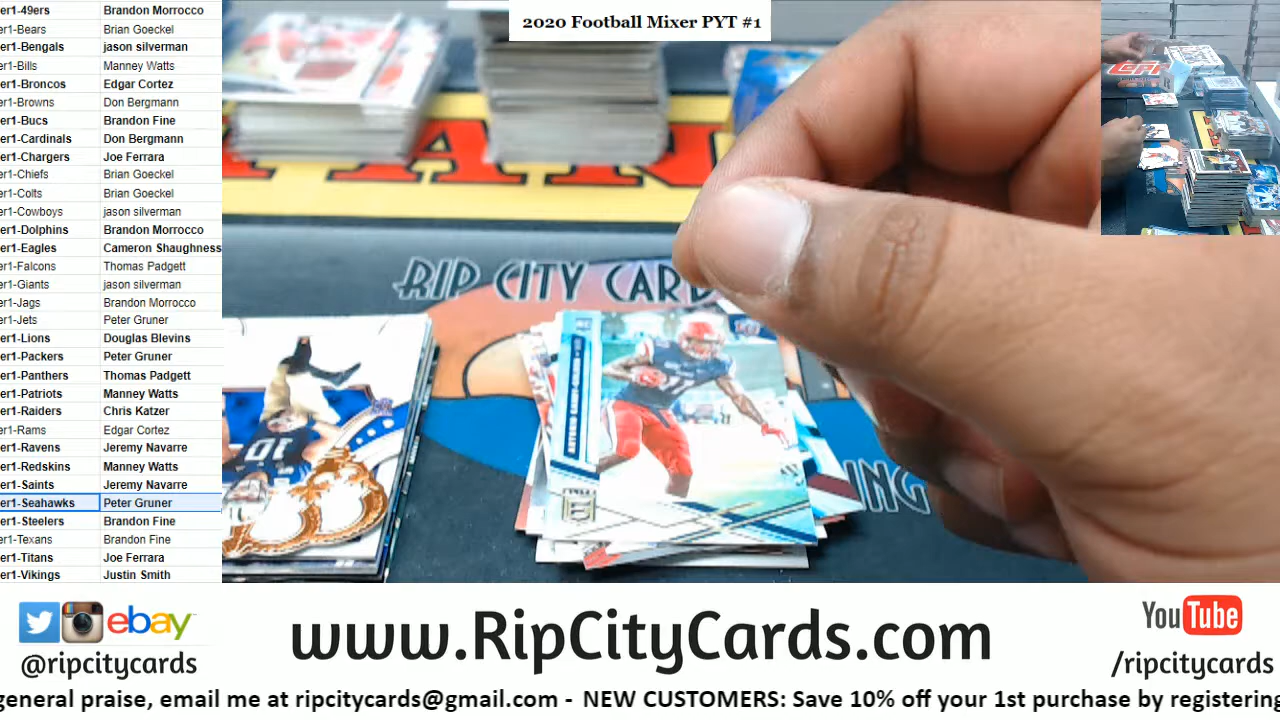 2020 Football Mixer PYT #1
er1-49ers Brandon Morrocco
er1-Bears Brian Goeckel
er1-Bengals jason silverman
er1-Bills Manney Watts
er1-Broncos Edgar Cortez
er1-Browns Don Bergmann
er1-Bucs Brandon Fine
er1-Cardinals Don Bergmann
er1-Chargers Joe Ferrara
er1-Chiefs Brian Goeckel
er1-Colts Brian Goeckel
er1-Cowboys jason silverman
er1-Dolphins Brandon Morrocco
er1-Eagles Cameron Shaughness
er1-Falcons Thomas Padgett
er1-Giants jason silverman
er1-Jags Brandon Morrocco
er1-Jets Peter Gruner
er1-Lions Douglas Blevins
er1-Packers Peter Gruner
er1-Panthers Thomas Padgett
er1-Patriots Manney Watts
er1-Raiders Chris Katzer
er1-Rams Edgar Cortez
er1-Ravens Jeremy Navarre
er1-Redskins Manney Watts
er1-Saints Jeremy Navarre
er1-Seahawks Peter Gruner
er1-Steelers Brandon Fine
er1-Texans Brandon Fine
er1-Titans Joe Ferrara
er1-Vikings Justin Smith
RIP CITY CARD
ING
10
ebay
@ripcitycards
www.RipCityCards.com
YouTube
/ripcitycards
general praise, email me at ripcitycards@gmail.com - NEW CUSTOMERS: Save 10% off your 1st purchase by registering